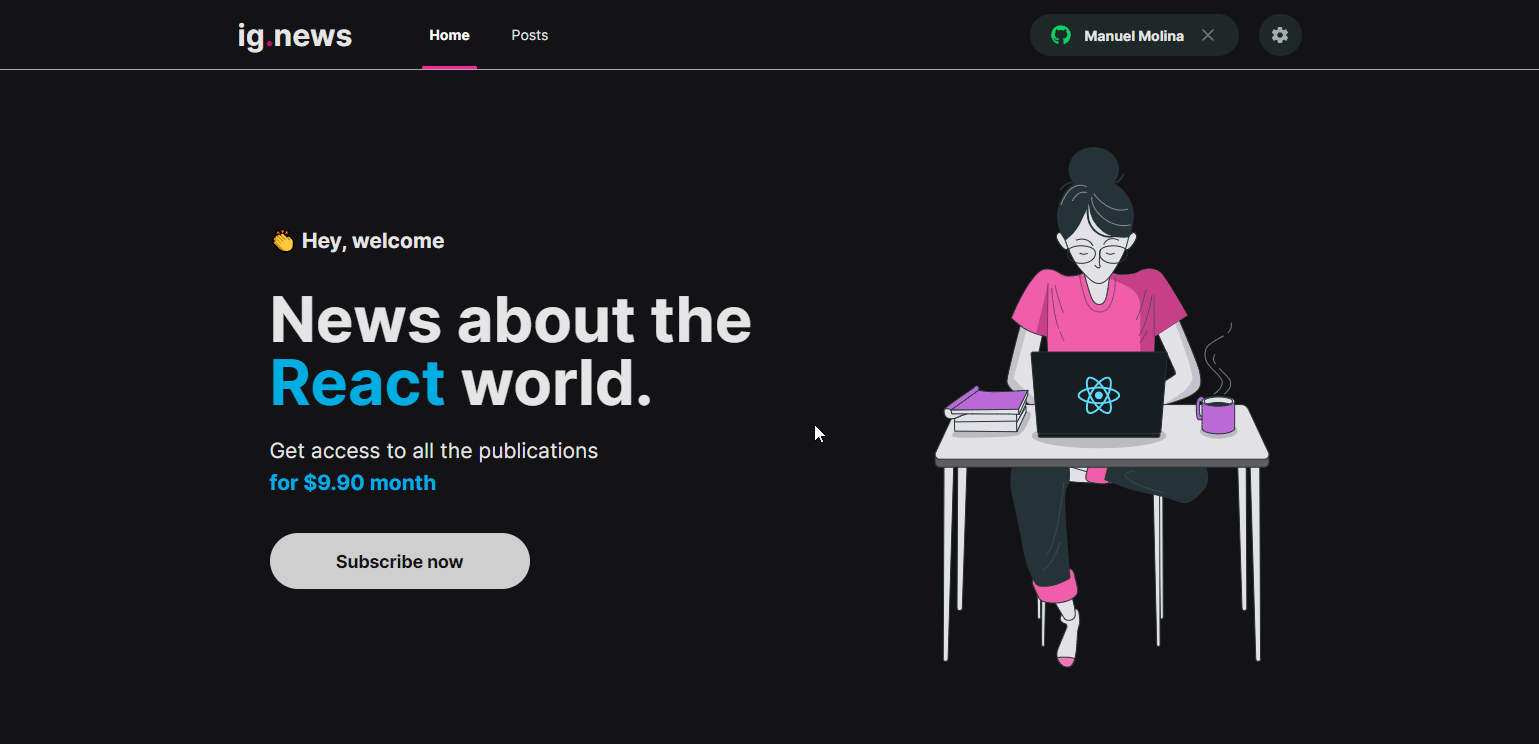 ig.news
Home
Posts
Manuel Molina
👏 Hey, welcome
News about the
React world.
Get access to all the publications
for $9.90 month
Subscribe now